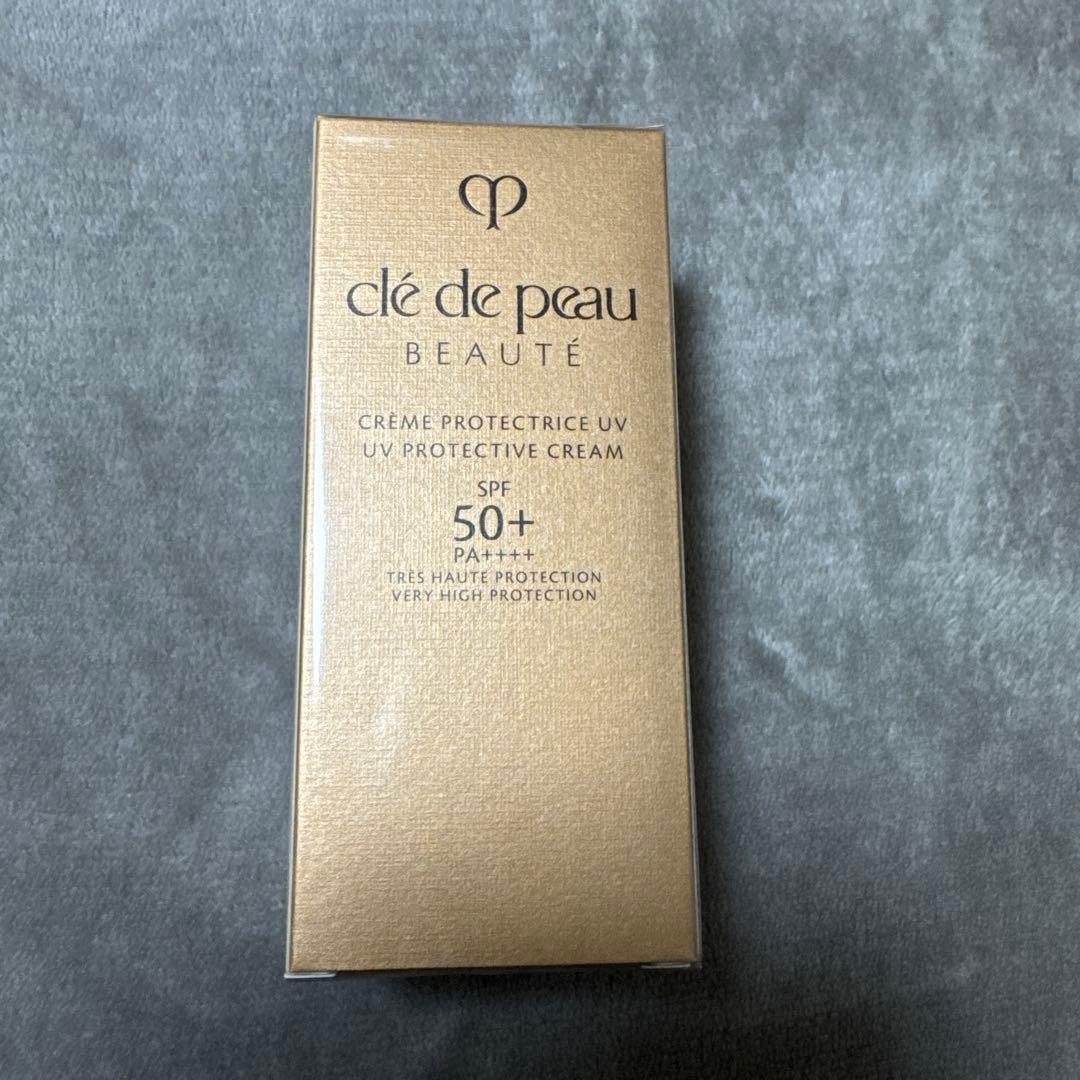 clé de peau
BEAUTÉ
CRÈME PROTECTRICE UV
UV PROTECTIVE CREAM
SPF
50+
PA++++
TRÈS HAUTE PROTECTION
VERY HIGH PROTECTION